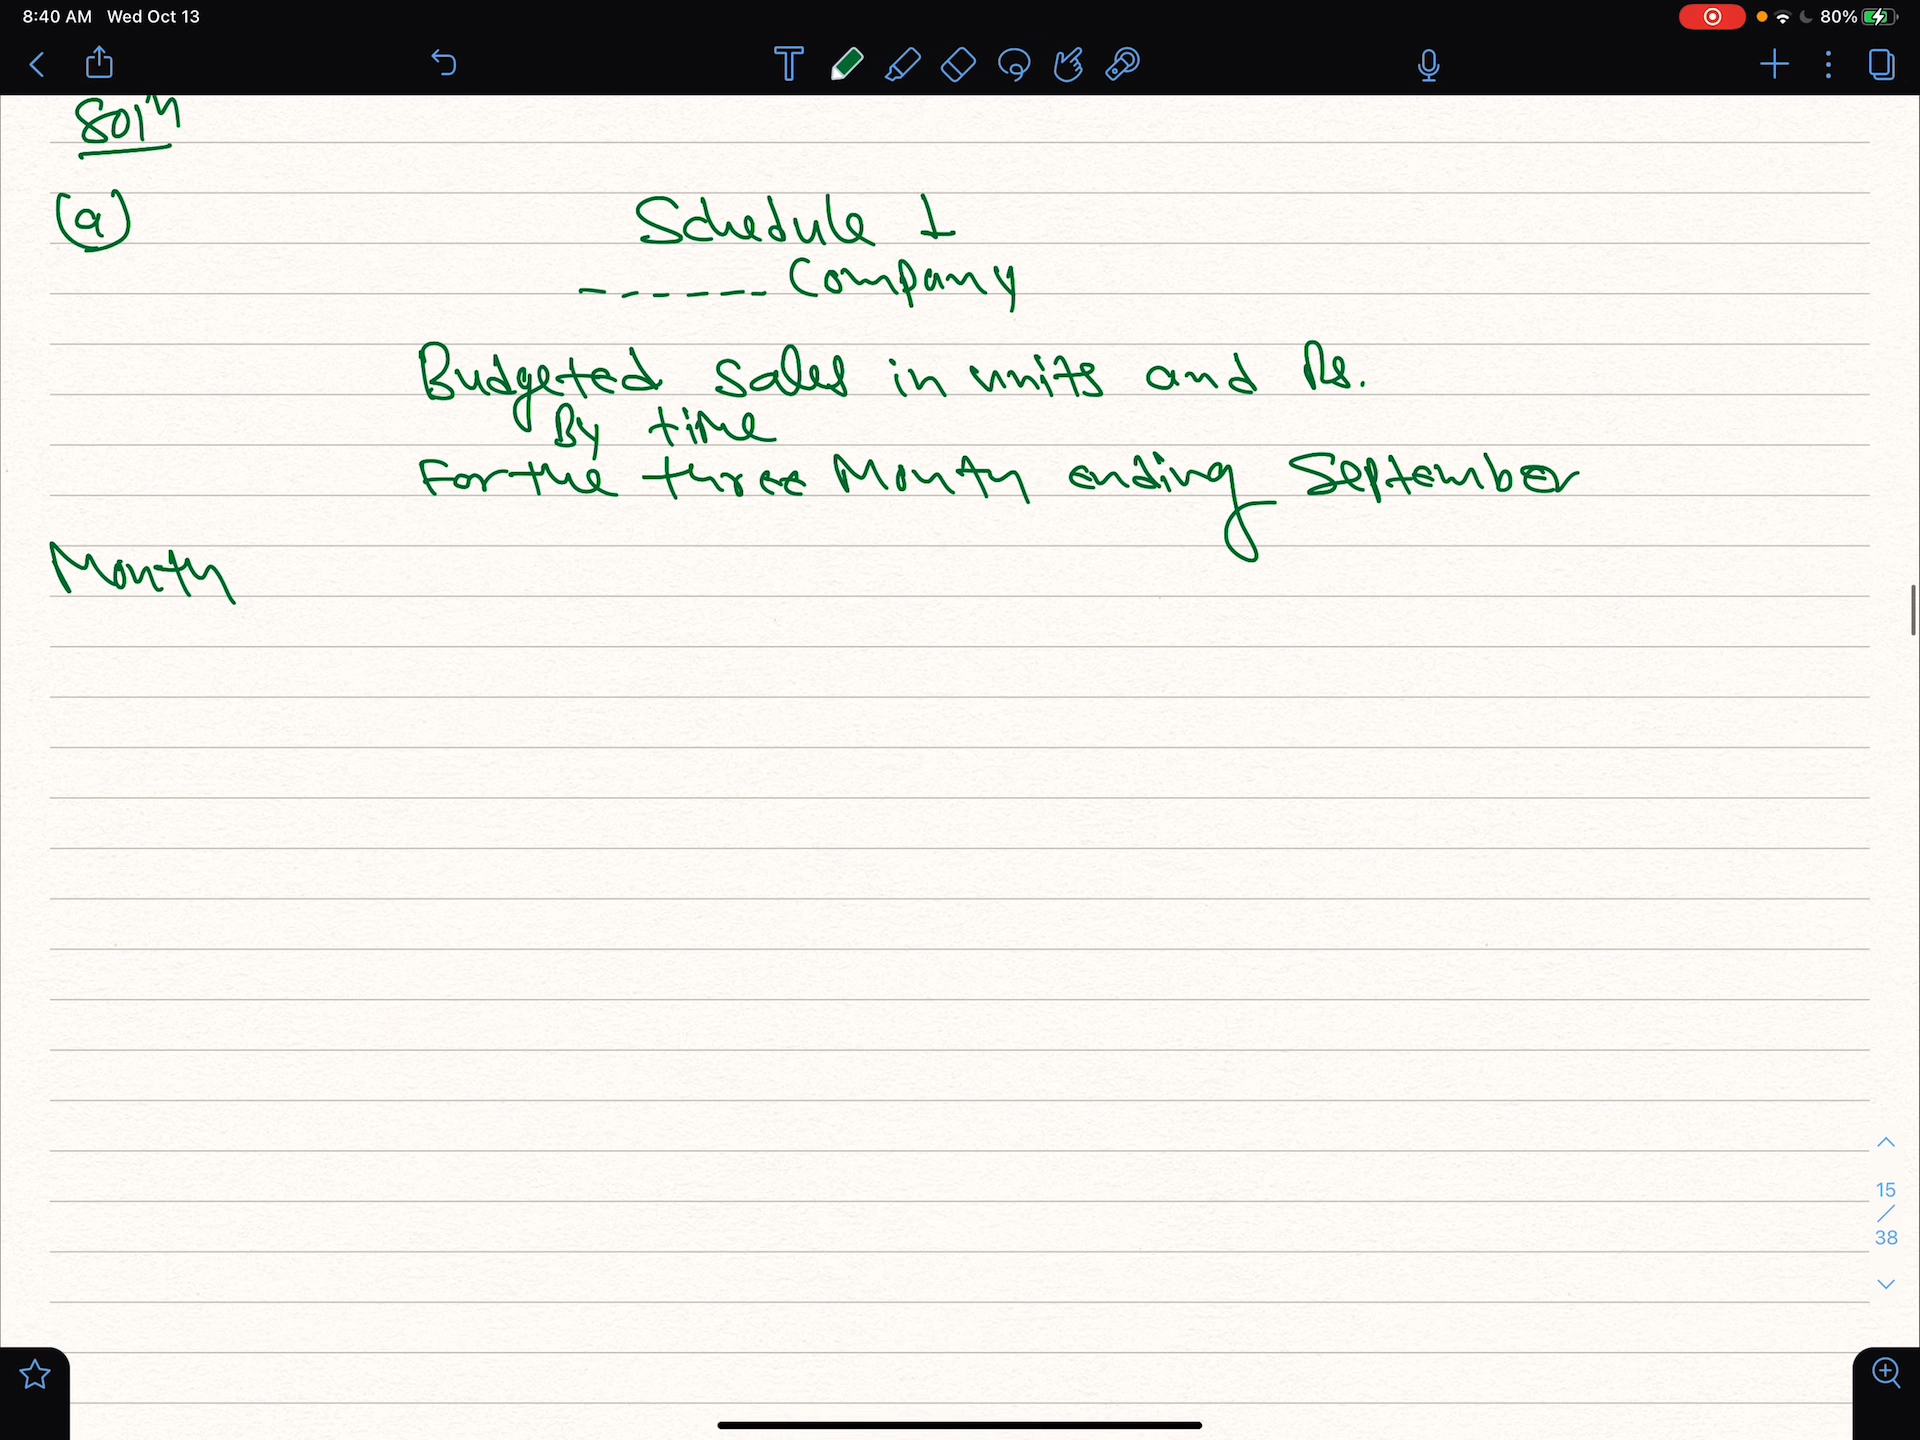 8:40 AM Wed Oct 13
80%
Soln
(a)
Schedule 1
------ Company
Budgeted sales in units and Rs.
By time
For the three Month ending September
Month
15
/
38